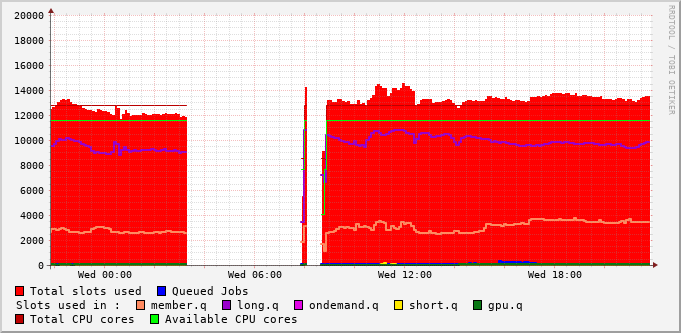 20000
18000
16000
14000
12000
10000
8000
6000
4000
2000
0
Wed 00:00 Wed 06:00 Wed 12:00 Wed 18:00
RRDTOOL / TOBI OETIKER
Total slots used Queued Jobs
Slots used in : member.q long.q ondemand.q short.q gpu.q
Total CPU cores Available CPU cores